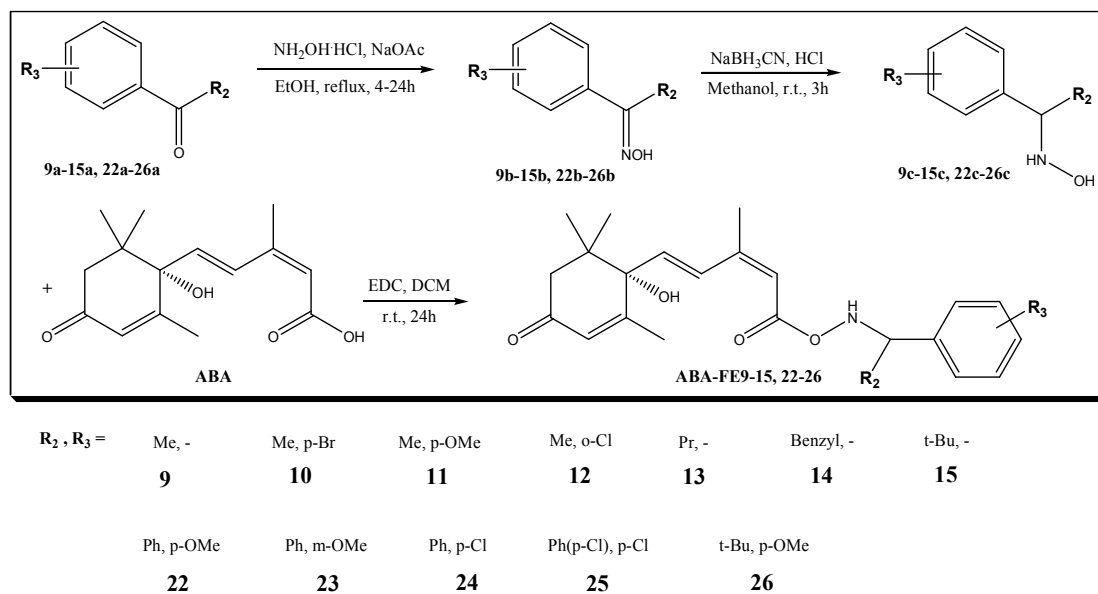 R₃
R₂
O
9a-15a, 22a-26a
NH₂OH·HCl, NaOAc
EtOH, reflux, 4-24h
R₃
R₂
NOH
9b-15b, 22b-26b
NaBH₃CN, HCl
Methanol, r.t., 3h
R₃
R₂
HN
OH
9c-15c, 22c-26c
+
O
OH
O
OH
ABA
EDC, DCM
r.t., 24h
O
OH
O
O
H
N
R₂
R₃
ABA-FE9-15, 22-26
R₂ , R₃ =
Me, - Me, p-Br Me, p-OMe Me, o-Cl Pr, - Benzyl, - t-Bu, -
9 10 11 12 13 14 15
Ph, p-OMe Ph, m-OMe Ph, p-Cl Ph(p-Cl), p-Cl t-Bu, p-OMe
22 23 24 25 26